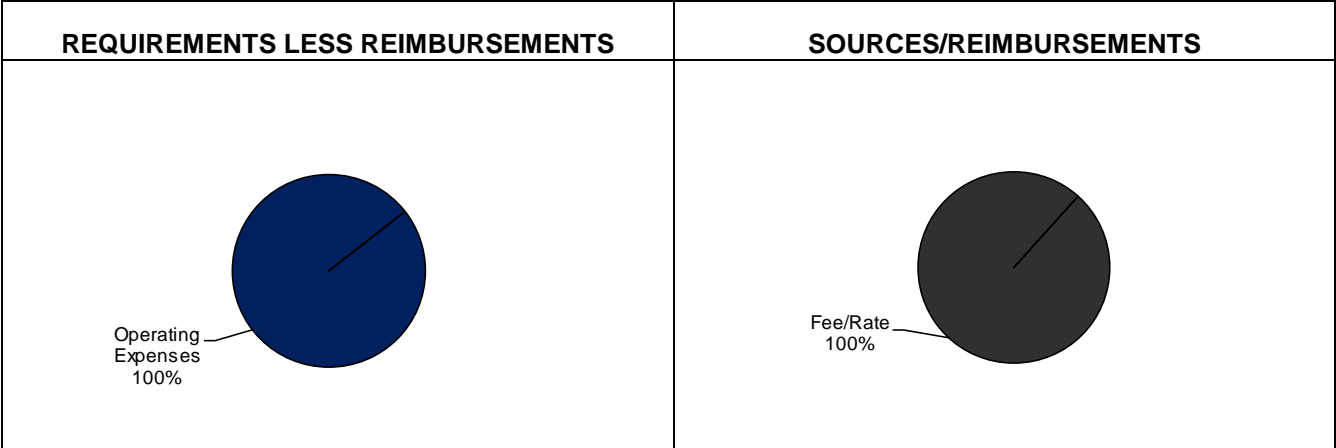 REQUIREMENTS LESS REIMBURSEMENTS
SOURCES/REIMBURSEMENTS
Operating
Expenses
100%
Fee/Rate
100%